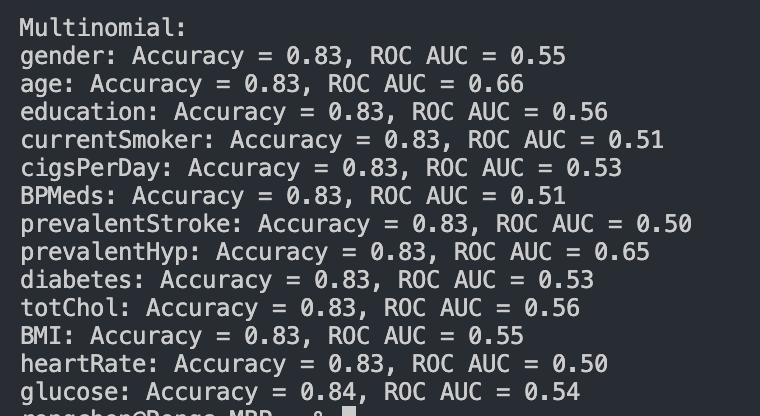 Multinomial:
gender: Accuracy = 0.83, ROC AUC = 0.55
age: Accuracy = 0.83, ROC AUC = 0.66
education: Accuracy = 0.83, ROC AUC = 0.56
currentSmoker: Accuracy = 0.83, ROC AUC = 0.51
cigsPerDay: Accuracy = 0.83, ROC AUC = 0.53
BPMeds: Accuracy = 0.83, ROC AUC = 0.51
prevalentStroke: Accuracy = 0.83, ROC AUC = 0.50
prevalentHyp: Accuracy = 0.83, ROC AUC = 0.65
diabetes: Accuracy = 0.83, ROC AUC = 0.53
totChol: Accuracy = 0.83, ROC AUC = 0.56
BMI: Accuracy = 0.83, ROC AUC = 0.55
heartRate: Accuracy = 0.83, ROC AUC = 0.50
glucose: Accuracy = 0.84, ROC AUC = 0.54